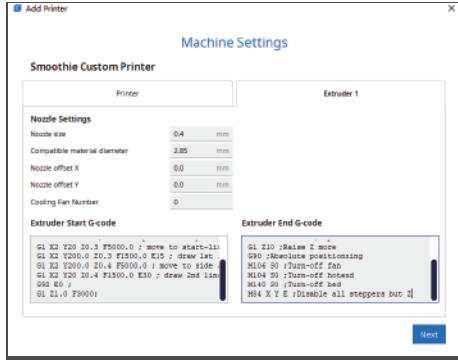 Add Printer
Machine Settings
Smoothie Custom Printer
Printer
Extruder 1
Nozzle Settings
Nozzle size 0.4 mm
Compatible material diameter 2.85 mm
Nozzle offset X 0.0 mm
Nozzle offset Y 0.0 mm
Cooling Fan Number 0
Extruder Start G-code
G1 X2 Y20 Z0.3 F5000.0 ; move to start-li
G1 X2 Y200.0 Z0.3 F1500.0 E15 ; draw 1st
G1 X2 Y200.0 Z0.4 F5000.0 ; move to side
G1 X2 Y20 Z0.4 F1500.0 E30 ; draw 2nd line
G92 E0 ;
G1 Z1.0 F3000;
Extruder End G-code
G1 Z10 ;Raise Z more
G90 ;Absolute positioning
M106 S0 ;Turn-off fan
M104 S0 ;Turn-off hotend
M140 S0 ;Turn-off bed
M84 X Y E ;Disable all steppers but Z
Next